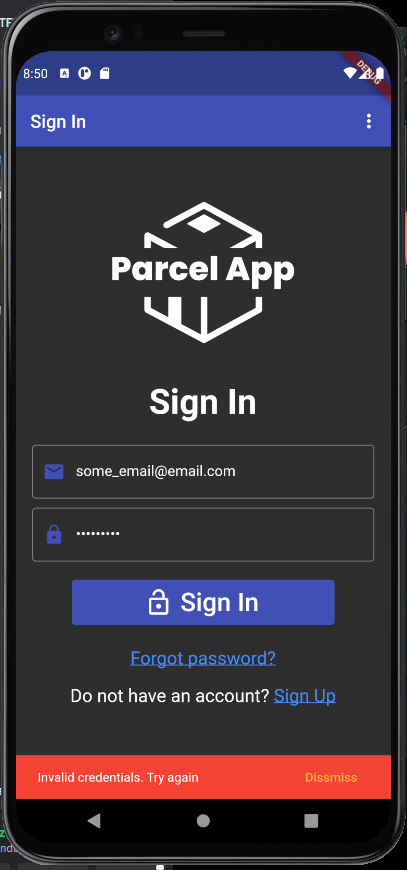 8:50
DEBUG
Sign In
Parcel App
Sign In
some_email@email.com
•••••••••
Sign In
Forgot password?
Do not have an account? Sign Up
Invalid credentials. Try again Dissmiss